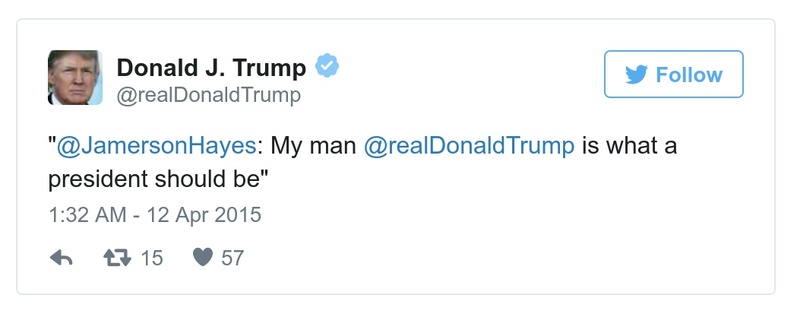 Donald J. Trump
@realDonaldTrump
Follow
"@JamersonHayes: My man @realDonaldTrump is what a
president should be"
1:32 AM - 12 Apr 2015
15 57